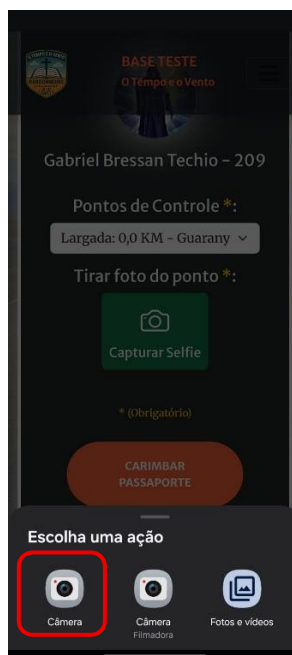 BASE TESTE
O Tempo e o Vento
Gabriel Bressan Techio – 209
Pontos de Controle *:
Largada: 0,0 KM – Guarany
Tirar foto do ponto *:
Capturar Selfie
* (Obrigatório)
CARIMBAR
PASSAPORTE
Escolha uma ação
Câmera
Câmera
Filmadora
Fotos e vídeos